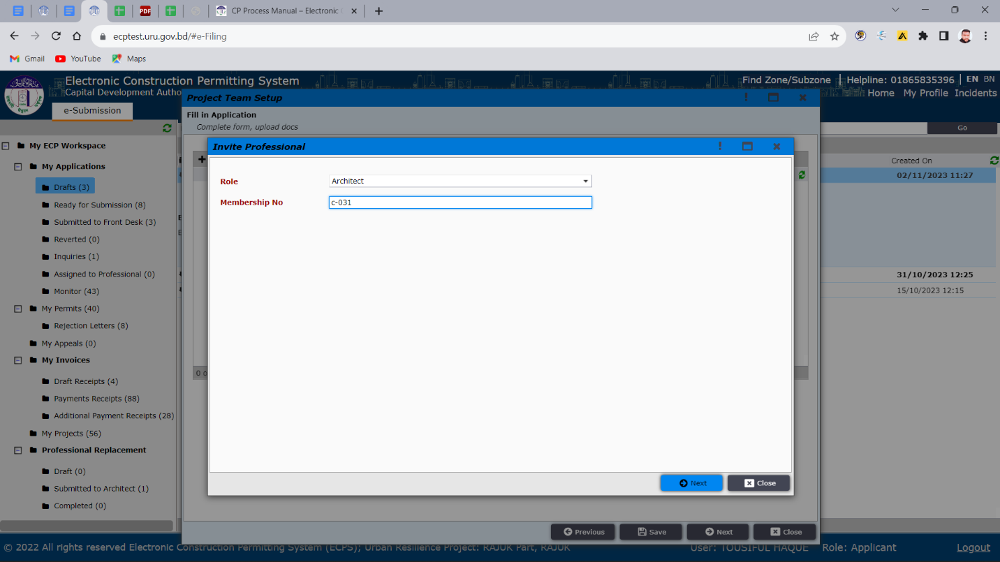 PDF
CP Process Manual – Electronic
ecptest.uru.gov.bd/#e-Filing
Gmail
YouTube
Maps
Electronic Construction Permitting System
Capital Development Autho
Find Zone/Subzone
Helpline: 01865835396
EN
BN
Home
My Profile
Incidents
e-Submission
Project Team Setup
Fill in Application
Complete form, upload docs
Go
Invite Professional
Created On
02/11/2023 11:27
31/10/2023 12:25
15/10/2023 12:15
Role
Architect
Membership No
c-031
My ECP Workspace
My Applications
Drafts (3)
Ready for Submission (8)
Submitted to Front Desk (3)
Reverted (0)
Inquiries (1)
Assigned to Professional (0)
Monitor (43)
My Permits (40)
Rejection Letters (8)
My Appeals (0)
My Invoices
Draft Receipts (4)
Payments Receipts (88)
Additional Payment Receipts (28)
My Projects (56)
Professional Replacement
Draft (0)
Submitted to Architect (1)
Completed (0)
0 o
Next
Close
Previous
Save
Next
Close
© 2022 All rights reserved Electronic Construction Permitting System (ECPS); Urban Resilience Project: RAJUK Part, RAJUK
User: TOUSIFUL HAQUE
Role: Applicant
Logout